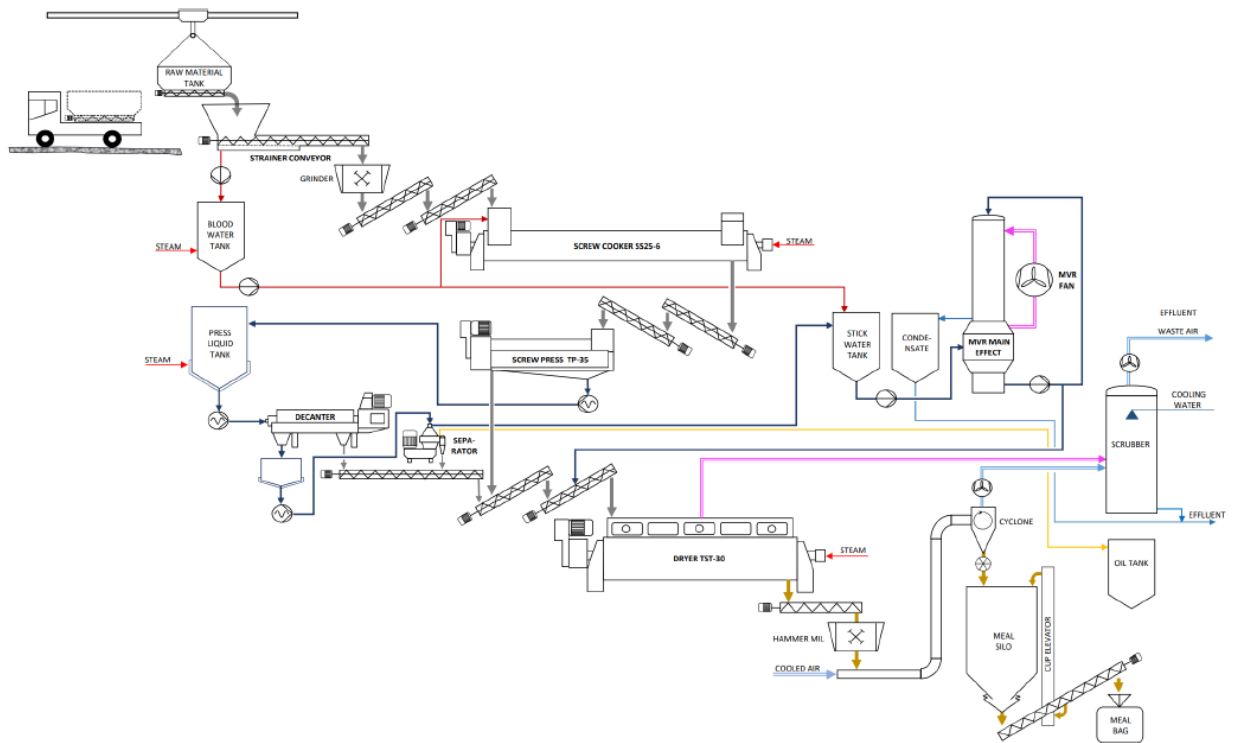 RAW MATERIAL
TANK
STRAINER CONVEYOR
GRINDER
BLOOD
WATER
TANK
STEAM
SCREW COOKER SS25-6
STEAM
MVR
FAN
PRESS
LIQUID
TANK
STEAM
SCREW PRESS TP-35
STICK
WATER
TANK
CONDE-
NSATE
MVR MAIN
EFFECT
EFFLUENT
WASTE AIR
COOLING
WATER
SCRUBBER
DECANTER
SEPA-
RATOR
CYCLONE
EFFLUENT
DRYER TST-30
STEAM
OIL TANK
HAMMER MIL
COOLED AIR
MEAL
SILO
CUP ELEVATOR
MEAL
BAG